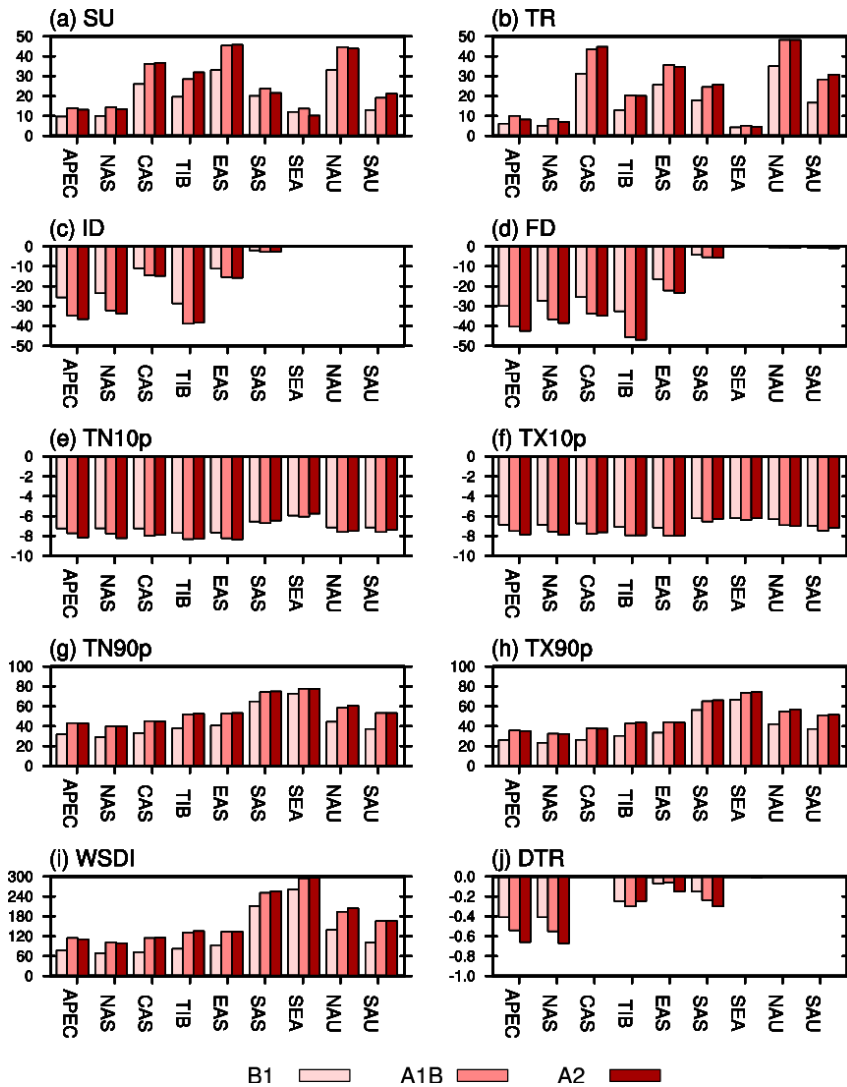 (a) SU
(b) TR
50
40
30
20
10
0
50
40
30
20
10
0
APEC NAS CAS TIB EAS SAS SEA NAU SAU
APEC NAS CAS TIB EAS SAS SEA NAU SAU
(c) ID
(d) FD
0
-10
-20
-30
-40
-50
0
-10
-20
-30
-40
-50
APEC NAS CAS TIB EAS SAS SEA NAU SAU
APEC NAS CAS TIB EAS SAS SEA NAU SAU
(e) TN10p
(f) TX10p
0
-2
-4
-6
-8
-10
0
-2
-4
-6
-8
-10
APEC NAS CAS TIB EAS SAS SEA NAU SAU
APEC NAS CAS TIB EAS SAS SEA NAU SAU
(g) TN90p
(h) TX90p
100
80
60
40
20
0
100
80
60
40
20
0
APEC NAS CAS TIB EAS SAS SEA NAU SAU
APEC NAS CAS TIB EAS SAS SEA NAU SAU
(i) WSDI
(j) DTR
300
240
180
120
60
0
0.0
-0.2
-0.4
-0.6
-0.8
-1.0
APEC NAS CAS TIB EAS SAS SEA NAU SAU
APEC NAS CAS TIB EAS SAS SEA NAU SAU
B1 A1B A2